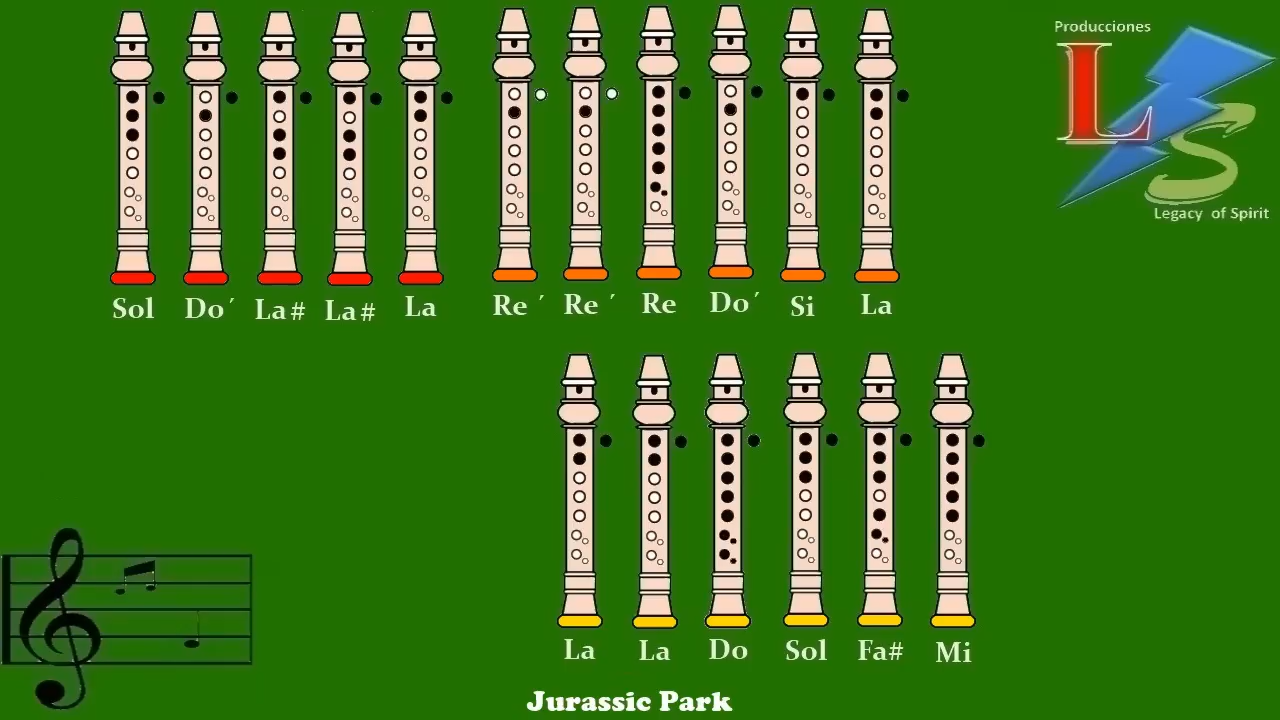 Producciones
L S
Legacy of Spirit
Sol Do´ La# La# La Re ´ Re ´ Re Do´ Si La
La La Do Sol Fa# Mi
Jurassic Park